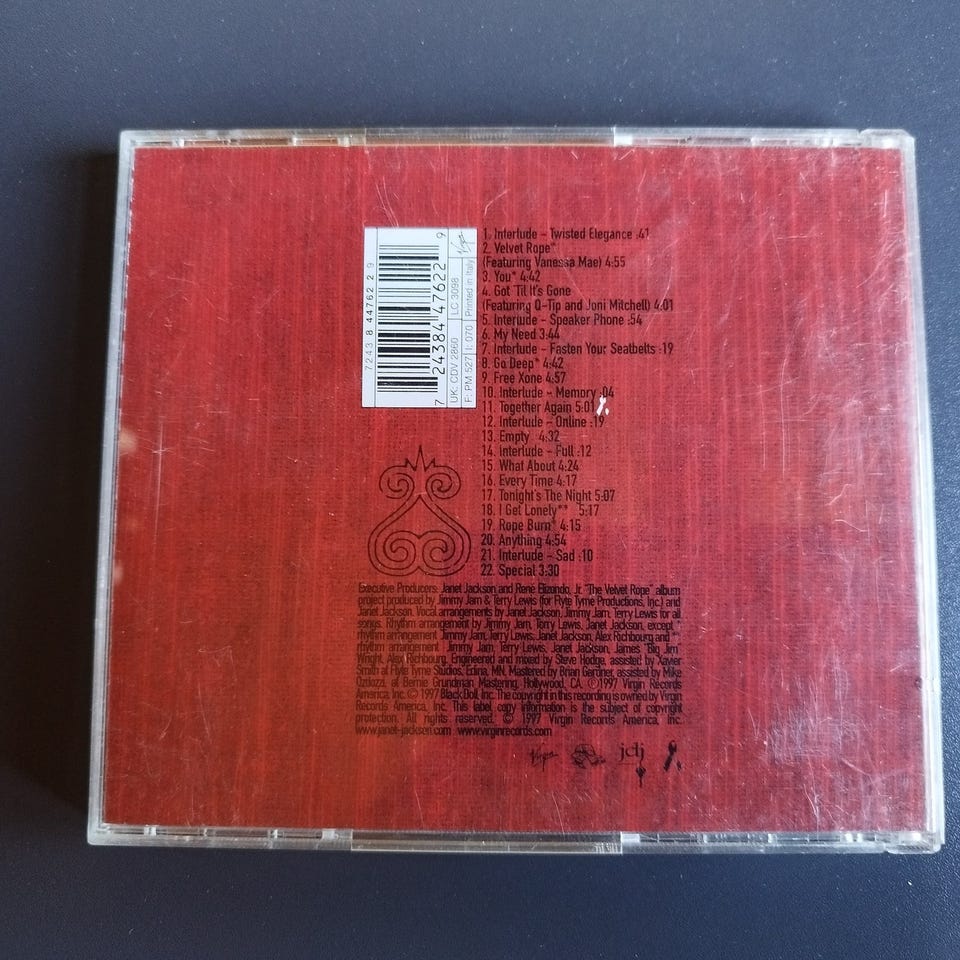 7243 8 44762 2 9
7 24384 47622 9
UK: CDV 2860 LC 3098 Virgin
F: PM 527 I: 070 Printed in Italy
1. Interlude - Twisted Elegance :41
2. Velvet Rope*
(Featuring Vanessa Mae) 4:55
3. You* 4:42
4. Got 'Til It's Gone
(Featuring Q-Tip and Joni Mitchell) 4:01
5. Interlude - Speaker Phone :54
6. My Need 3:44
7. Interlude - Fasten Your Seatbelts :19
8. Go Deep* 4:42
9. Free Xone 4:57
10. Interlude - Memory :04
11. Together Again 5:01
12. Interlude - Online :19
13. Empty 4:32
14. Interlude - Full :12
15. What About 4:24
16. Every Time 4:17
17. Tonight's The Night 5:07
18. I Get Lonely** 5:17
19. Rope Burn* 4:15
20. Anything 4:54
21. Interlude - Sad :10
22. Special 3:30
Executive Producers: Janet Jackson and René Elizondo, Jr. "The Velvet Rope" album
project produced by Jimmy Jam & Terry Lewis (for Flyte Tyme Productions, Inc.) and
Janet Jackson. Vocal arrangements by Janet Jackson, Jimmy Jam, Terry Lewis for all
songs. Rhythm arrangement by Jimmy Jam, Terry Lewis, Janet Jackson, except *
rhythm arrangement Jimmy Jam, Terry Lewis, Janet Jackson, Alex Richbourg and **
rhythm arrangement Jimmy Jam, Terry Lewis, Janet Jackson, James "Big Jim"
Wright, Alex Richbourg. Engineered and mixed by Steve Hodge, assisted by Xavier
Smith at Flyte Tyme Studios, Edina, MN. Mastered by Brian Gardner, assisted by Mike
at Bernie Grundman Mastering, Hollywood, CA. ℗1997 Virgin Records
America, Inc. © 1997 Black Doll, Inc. The copyright in this recording is owned by Virgin
Records America, Inc. This label copy information is the subject of copyright
protection. All rights reserved. © 1997 Virgin Records America, Inc.
www.janet-jackson.com www.virginrecords.com
Virgin jdj